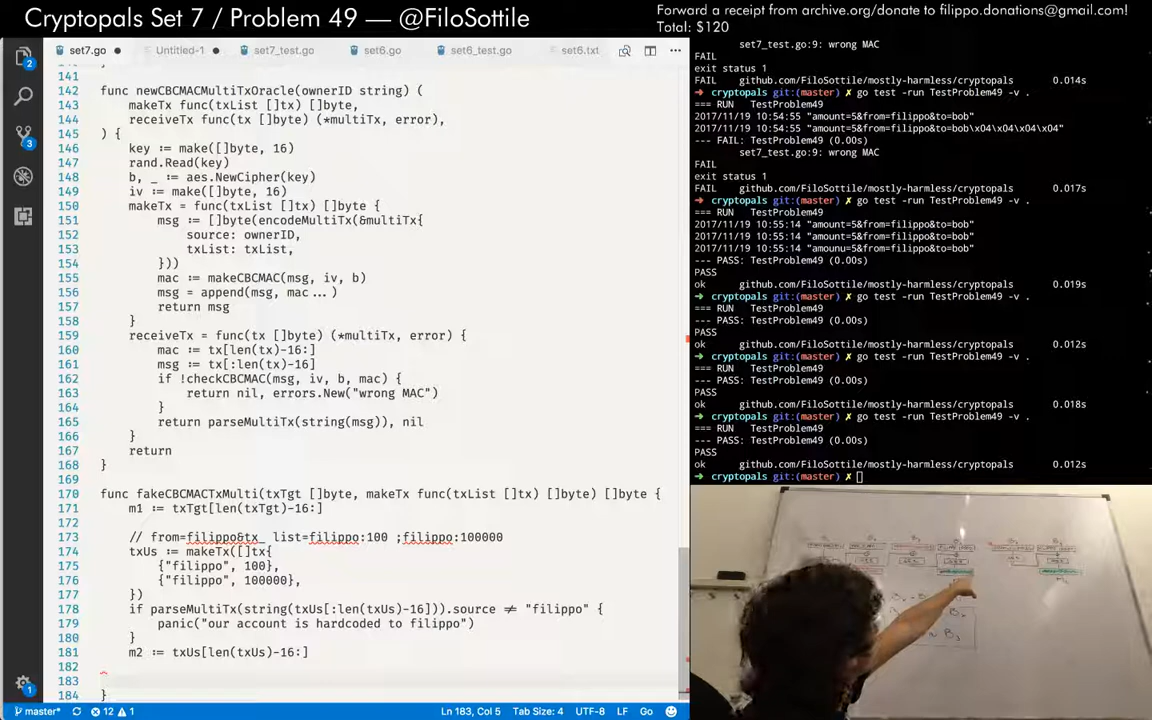 Cryptopals Set 7 / Problem 49 — @FiloSottile
Forward a receipt from archive.org/donate to filippo.donations@gmail.com!
Total: $120
set7.go
Untitled-1
set7_test.go
set6.go
set6_test.go
set6.txt
141
142 func newCBCMACMultiTxOracle(ownerID string) (
143 makeTx func(txList []tx) []byte,
144 receiveTx func(tx []byte) (*multiTx, error),
145 ) {
146 key := make([]byte, 16)
147 rand.Read(key)
148 b, _ := aes.NewCipher(key)
149 iv := make([]byte, 16)
150 makeTx = func(txList []tx) []byte {
151 msg := []byte(encodeMultiTx(&multiTx{
152 source: ownerID,
153 txList: txList,
154 }))
155 mac := makeCBCMAC(msg, iv, b)
156 msg = append(msg, mac...)
157 return msg
158 }
159 receiveTx = func(tx []byte) (*multiTx, error) {
160 mac := tx[len(tx)-16:]
161 msg := tx[:len(tx)-16]
162 if !checkCBCMAC(msg, iv, b, mac) {
163 return nil, errors.New("wrong MAC")
164 }
165 return parseMultiTx(string(msg)), nil
166 }
167 return
168 }
169
170 func fakeCBCMACTxMulti(txTgt []byte, makeTx func(txList []tx) []byte) []byte {
171 m1 := txTgt[len(txTgt)-16:]
172
173 // from=filippo&tx_ list=filippo:100 ;filippo:100000
174 txUs := makeTx([]tx{
175 {"filippo", 100},
176 {"filippo", 100000},
177 })
178 if parseMultiTx(string(txUs[:len(txUs)-16])).source ≠ "filippo" {
179 panic("our account is hardcoded to filippo")
180 }
181 m2 := txUs[len(txUs)-16:]
182
183
184 }
2
3
1
master*
12
1
Ln 183, Col 5
Tab Size: 4
UTF-8
LF
Go
set7_test.go:9: wrong MAC
FAIL
exit status 1
FAIL github.com/FiloSottile/mostly-harmless/cryptopals 0.014s
➜ cryptopals git:(master) ✗ go test -run TestProblem49 -v .
=== RUN TestProblem49
2017/11/19 10:54:55 "amount=5&from=filippo&to=bob"
2017/11/19 10:54:55 "amount=5&from=filippo&to=bob\x04\x04\x04\x04"
--- FAIL: TestProblem49 (0.00s)
set7_test.go:9: wrong MAC
FAIL
exit status 1
FAIL github.com/FiloSottile/mostly-harmless/cryptopals 0.017s
➜ cryptopals git:(master) ✗ go test -run TestProblem49 -v .
=== RUN TestProblem49
2017/11/19 10:55:14 "amount=5&from=filippo&to=bob"
2017/11/19 10:55:14 "amount=5&from=filippo&to=bob"
2017/11/19 10:55:14 "amounu=5&from=filippo&to=bob"
--- PASS: TestProblem49 (0.00s)
PASS
ok github.com/FiloSottile/mostly-harmless/cryptopals 0.019s
➜ cryptopals git:(master) ✗ go test -run TestProblem49 -v .
=== RUN TestProblem49
--- PASS: TestProblem49 (0.00s)
PASS
ok github.com/FiloSottile/mostly-harmless/cryptopals 0.012s
➜ cryptopals git:(master) ✗ go test -run TestProblem49 -v .
=== RUN TestProblem49
--- PASS: TestProblem49 (0.00s)
PASS
ok github.com/FiloSottile/mostly-harmless/cryptopals 0.018s
➜ cryptopals git:(master) ✗ go test -run TestProblem49 -v .
=== RUN TestProblem49
--- PASS: TestProblem49 (0.00s)
PASS
ok github.com/FiloSottile/mostly-harmless/cryptopals 0.012s
➜ cryptopals git:(master) ✗